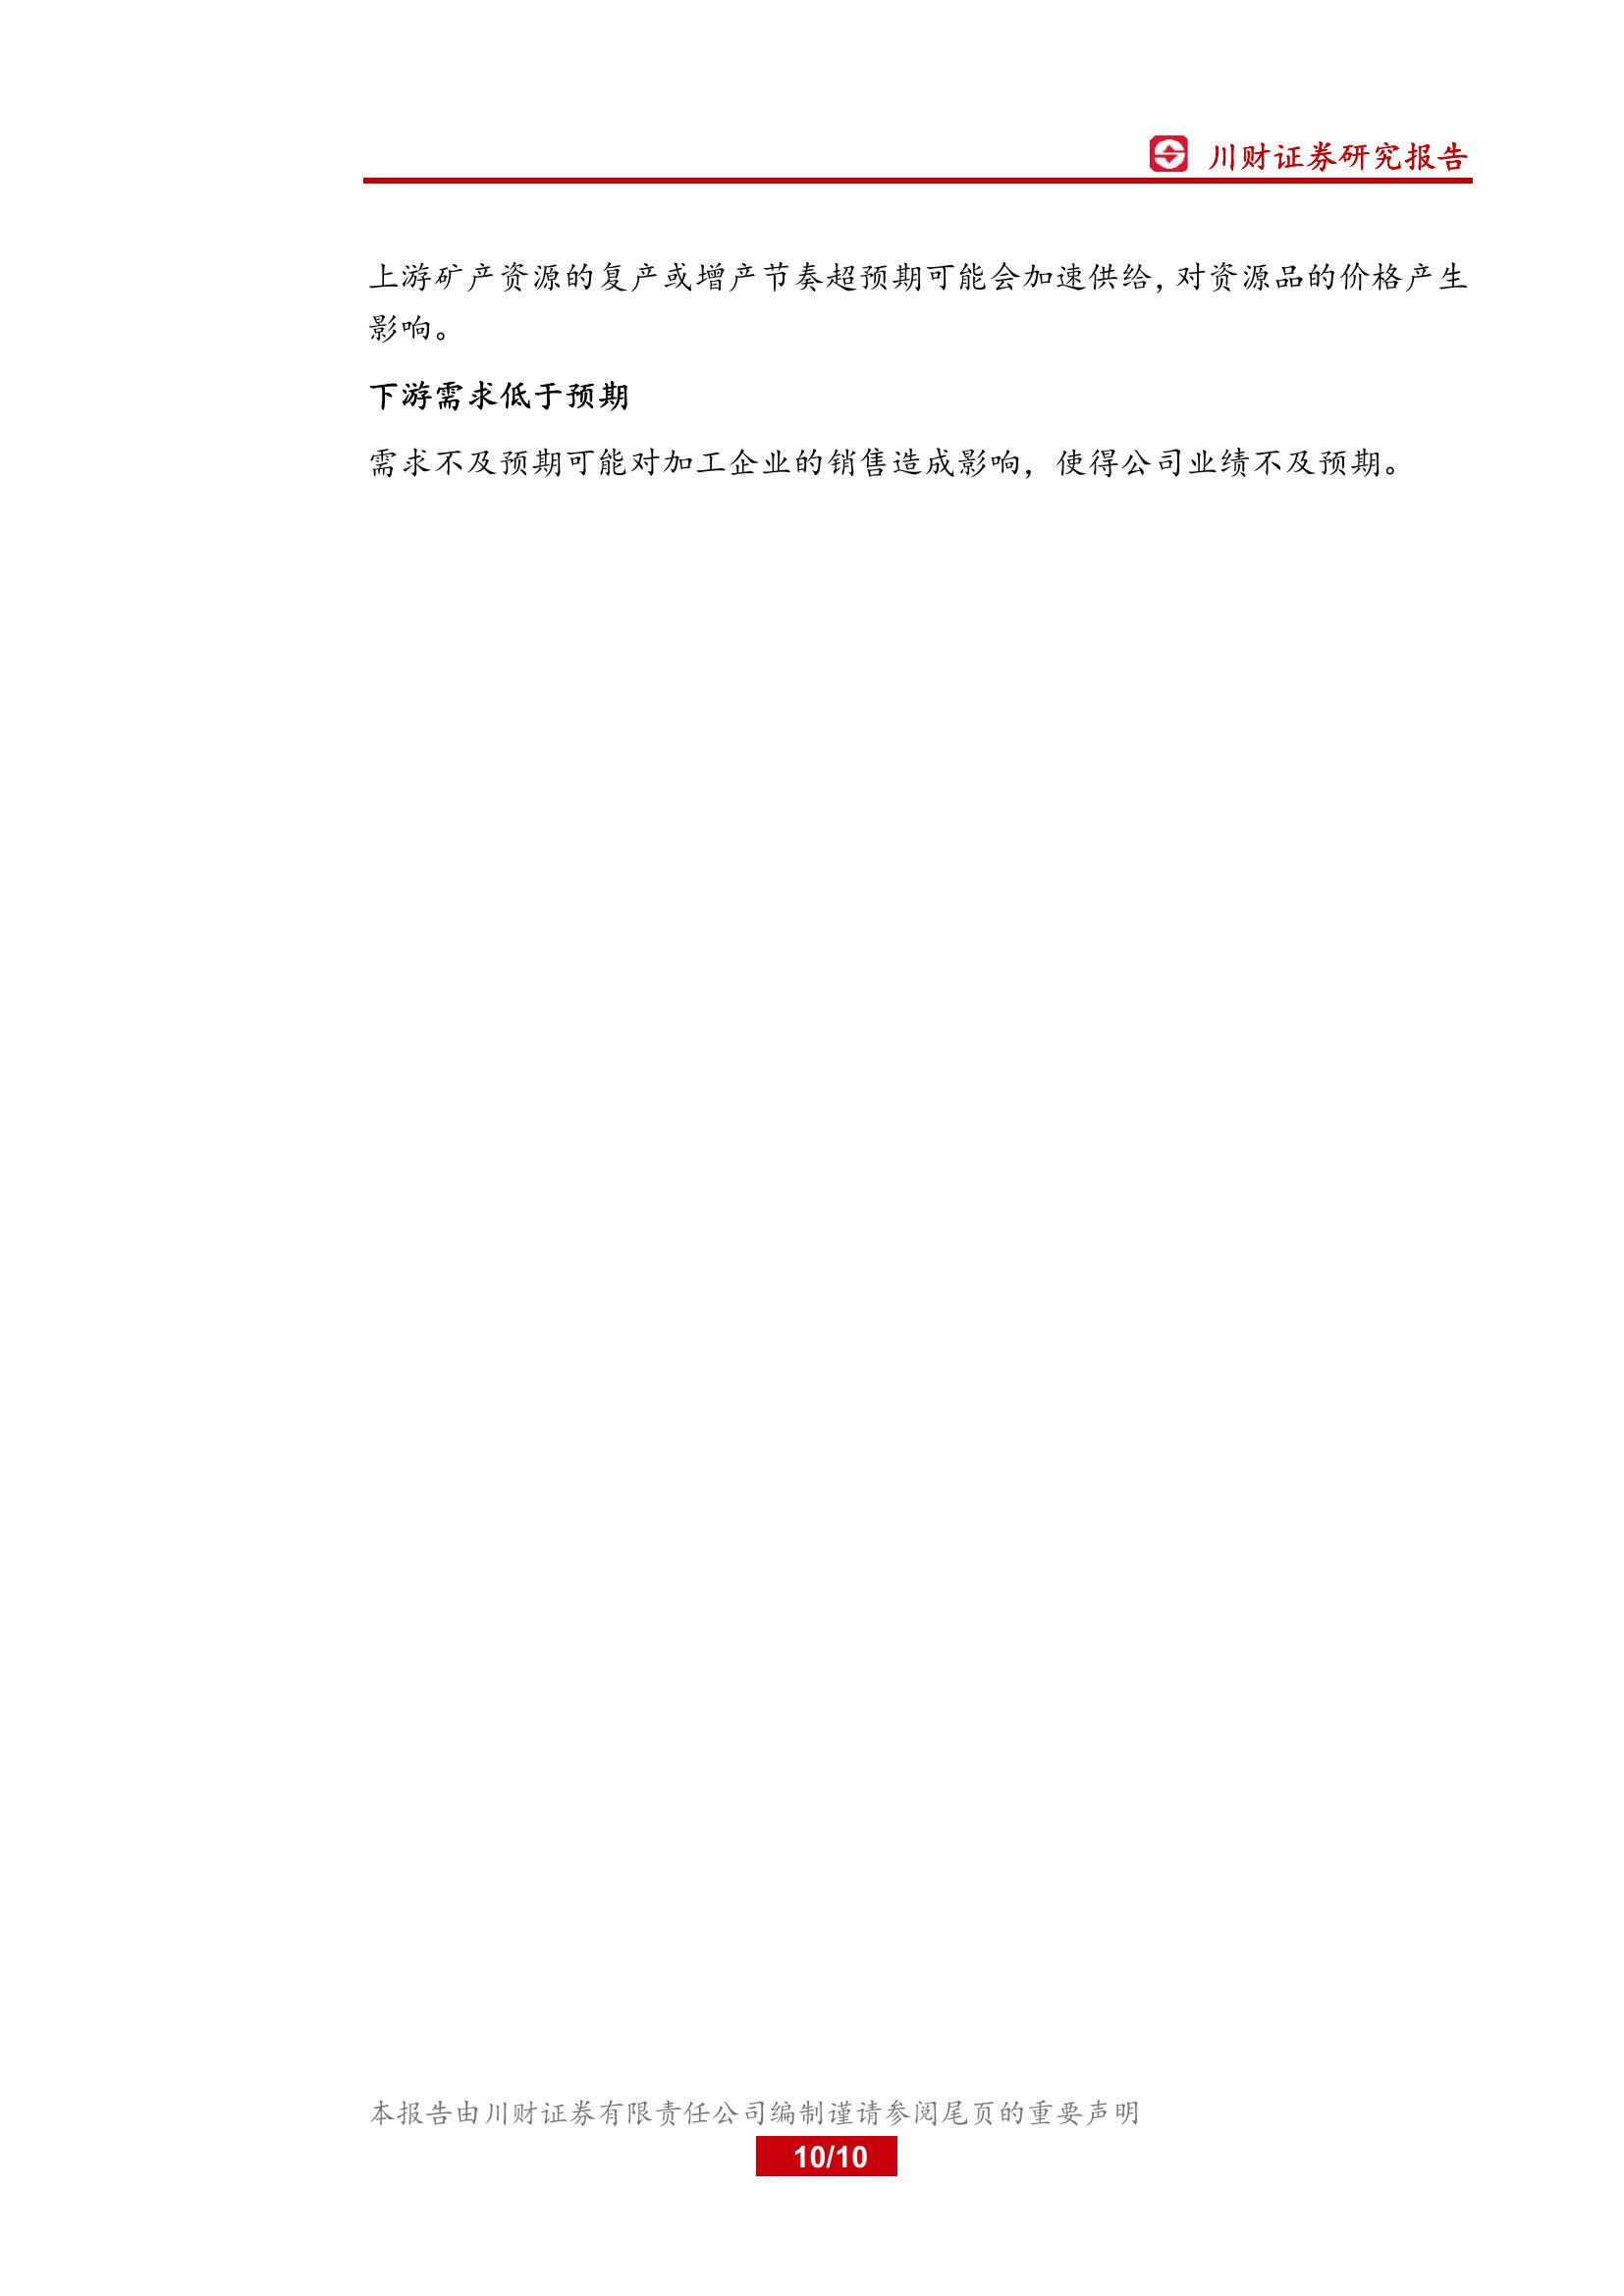 川财证券研究报告
上游矿产资源的复产或增产节奏超预期可能会加速供给，对资源品的价格产生
影响。
下游需求低于预期
需求不及预期可能对加工企业的销售造成影响，使得公司业绩不及预期。
本报告由川财证券有限责任公司编制谨请参阅尾页的重要声明
10/10